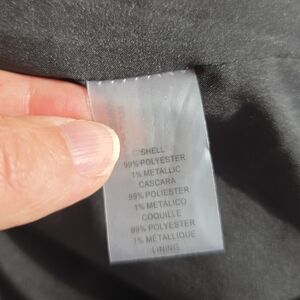 SHELL
99% POLYESTER
1% METALLIC
CASCARA
99% POLIESTER
1% METALICO
COQUILLE
99% POLYESTER
1% METALLIQUE
LINING